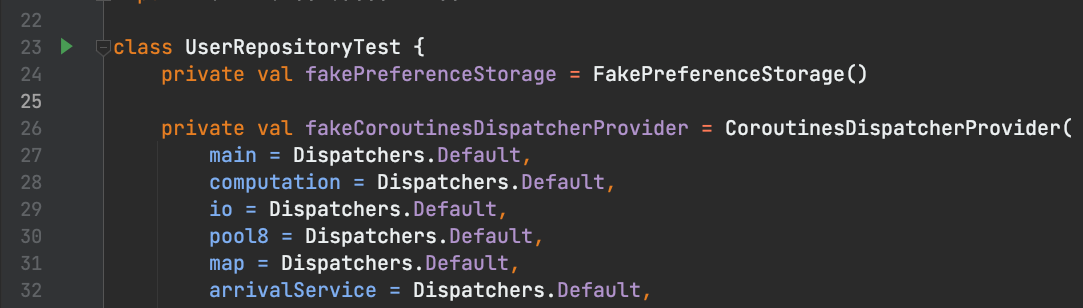 22
23 class UserRepositoryTest {
24 private val fakePreferenceStorage = FakePreferenceStorage()
25
26 private val fakeCoroutinesDispatcherProvider = CoroutinesDispatcherProvider(
27 main = Dispatchers.Default,
28 computation = Dispatchers.Default,
29 io = Dispatchers.Default,
30 pool8 = Dispatchers.Default,
31 map = Dispatchers.Default,
32 arrivalService = Dispatchers.Default,